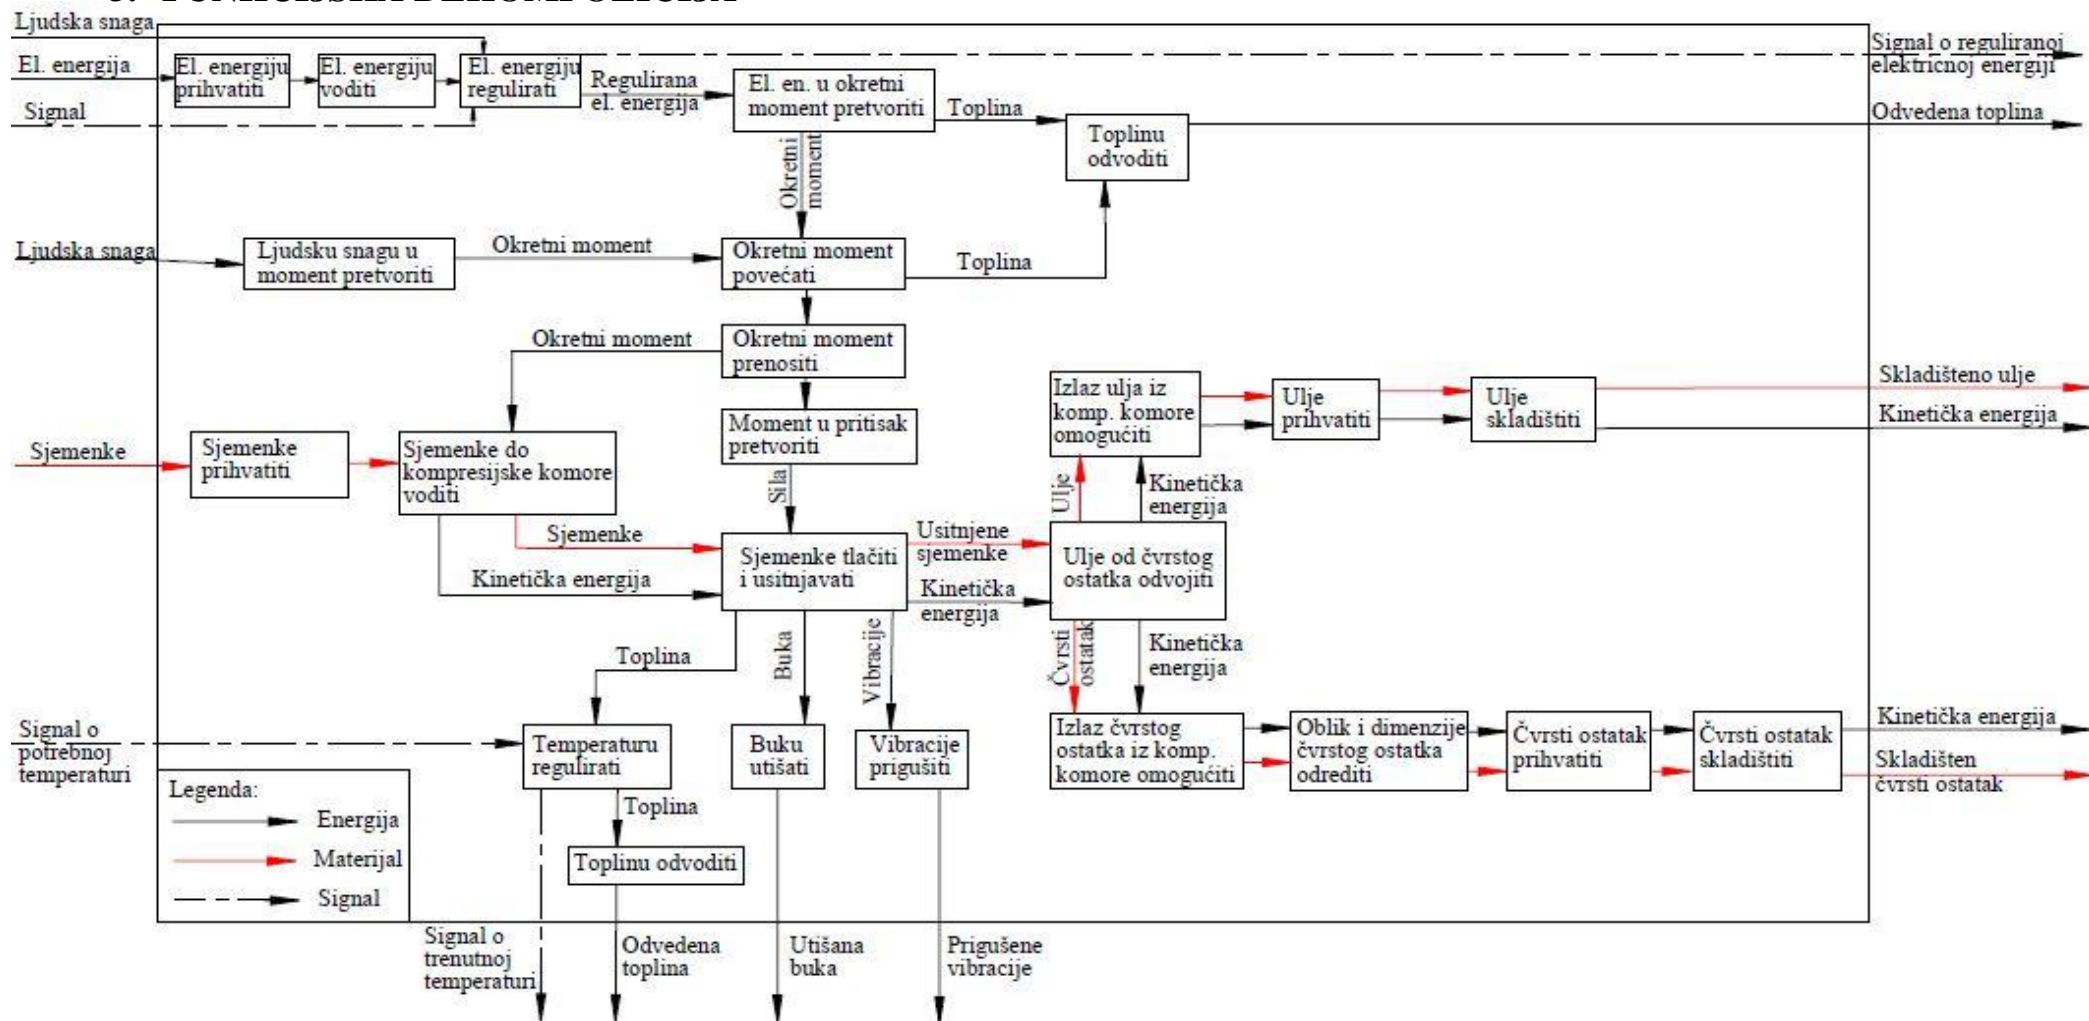 3. FUNKCIJSKA DEKOMPOZICIJA
Ljudska snaga
El. energija
Signal
El. energiju
prihvatiti
El. energiju
voditi
El. energiju
regulirati
Regulirana
el. energija
El. en. u okretni
moment pretvoriti
Toplina
Toplinu
odvoditi
Signal o reguliranoj
elektricnoj energiji
Odvedena toplina
Okretni
moment
Ljudska snaga
Ljudsku snagu u
moment pretvoriti
Okretni moment
Okretni moment
povećati
Toplina
Okretni moment
Okretni moment
prenositi
Moment u pritisak
pretvoriti
Sila
Sjemenke
Sjemenke
prihvatiti
Sjemenke do
kompresijske komore
voditi
Sjemenke
Kinetička energija
Sjemenke tlačiti
i usitnjavati
Usitnjene
sjemenke
Kinetička
energija
Izlaz ulja iz
komp. komore
omogućiti
Ulje
prihvatiti
Ulje
skladištiti
Skladišteno ulje
Kinetička energija
Ulje
Kinetička
energija
Ulje od čvrstog
ostatka odvojiti
Čvrsti
ostatak
Kinetička
energija
Toplina
Buka
Vibracije
Signal o
potrebnoj
temperaturi
Temperaturu
regulirati
Buku
utišati
Vibracije
prigušiti
Izlaz čvrstog
ostatka iz komp.
komore omogućiti
Oblik i dimenzije
čvrstog ostatka
odrediti
Čvrsti ostatak
prihvatiti
Čvrsti ostatak
skladištiti
Kinetička energija
Skladišten
čvrsti ostatak
Legenda:
Energija
Materijal
Signal
Toplina
Toplinu odvoditi
Signal o
trenutnoj
temperaturi
Odvedena
toplina
Utišana
buka
Prigušene
vibracije